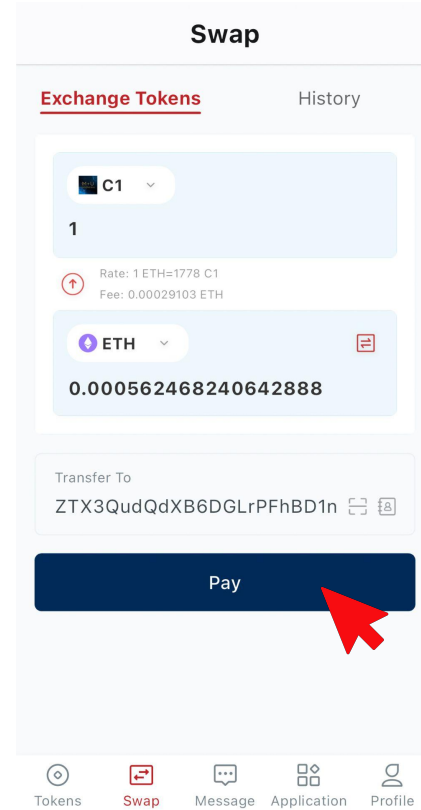 Swap
Exchange Tokens
History
C1
1
Rate: 1 ETH=1778 C1
Fee: 0.00029103 ETH
ETH
0.000562468240642888
Transfer To
ZTX3QudQdXB6DGLrPFhBD1n
Pay
Tokens
Swap
Message
Application
Profile